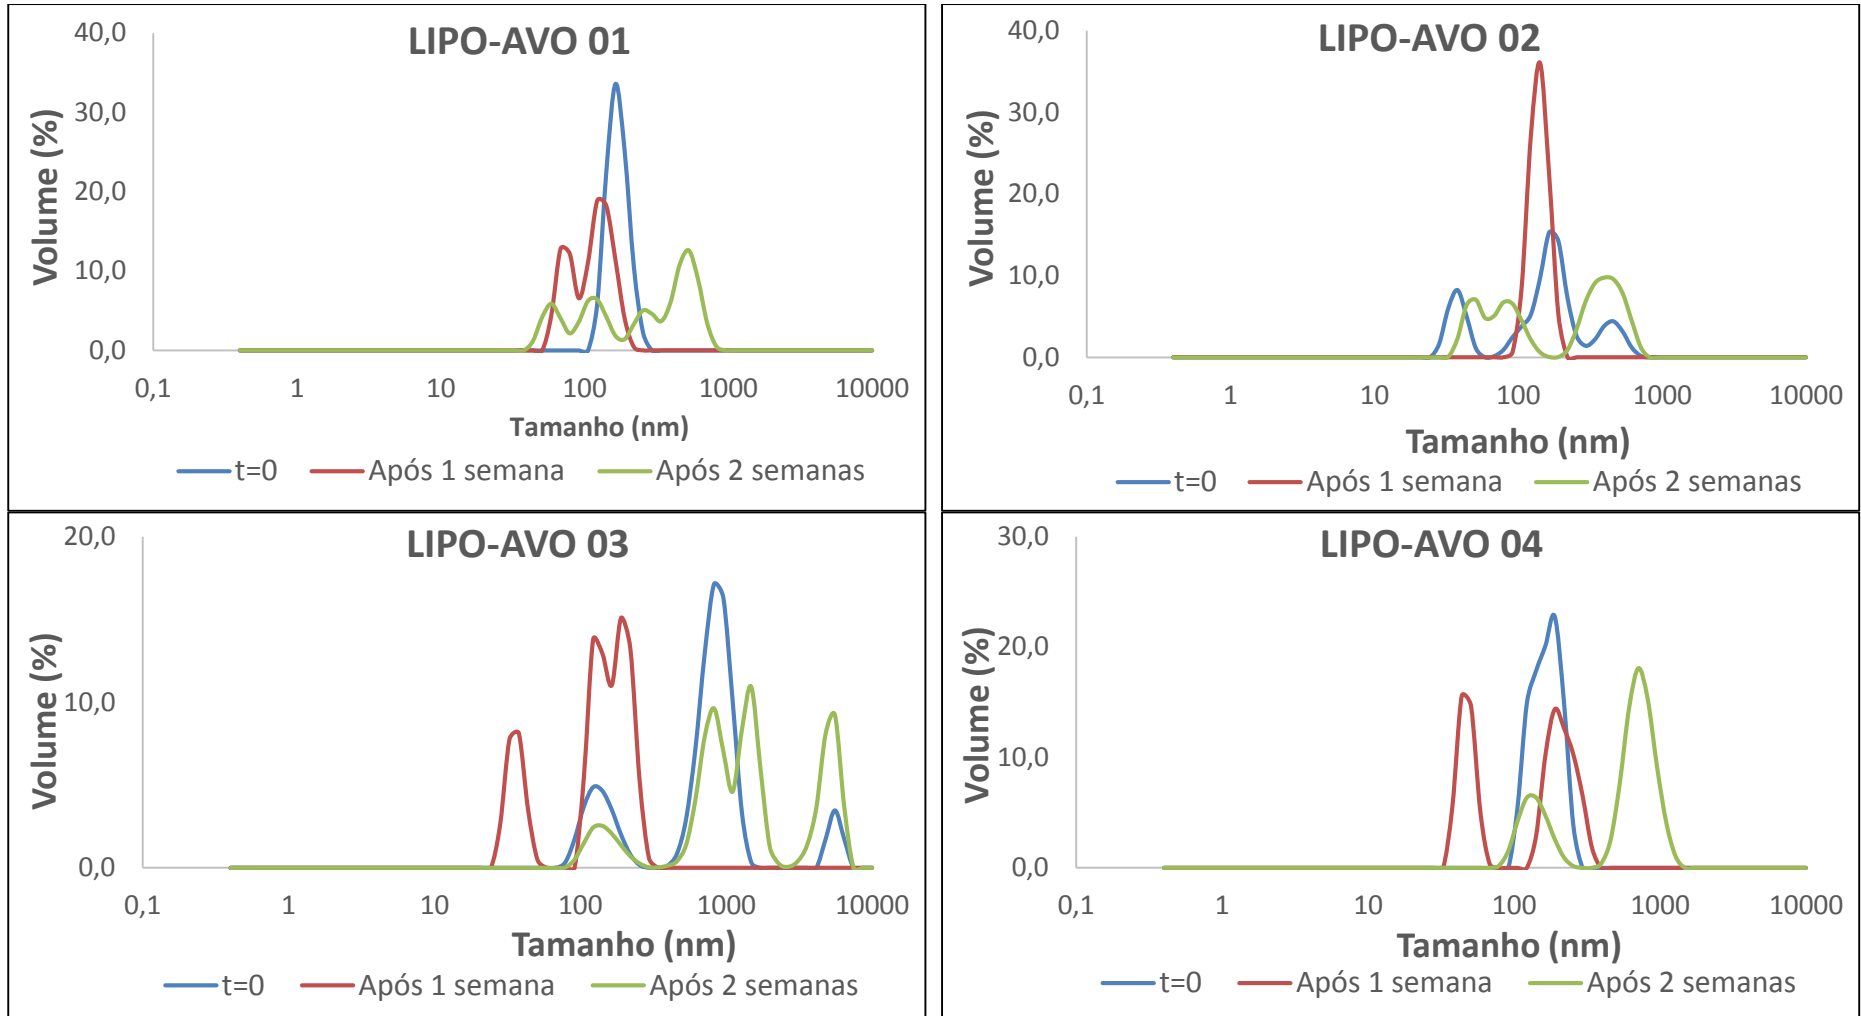 LIPO-AVO 01
40,0
30,0
20,0
10,0
0,0
Volume (%)
0,1 1 10 100 1000 10000
Tamanho (nm)
t=0 Após 1 semana Após 2 semanas
LIPO-AVO 02
40,0
30,0
20,0
10,0
0,0
Volume (%)
0,1 1 10 100 1000 10000
Tamanho (nm)
t=0 Após 1 semana Após 2 semanas
LIPO-AVO 03
20,0
10,0
0,0
Volume (%)
0,1 1 10 100 1000 10000
Tamanho (nm)
t=0 Após 1 semana Após 2 semanas
LIPO-AVO 04
30,0
20,0
10,0
0,0
Volume (%)
0,1 1 10 100 1000 10000
Tamanho (nm)
t=0 Após 1 semana Após 2 semanas